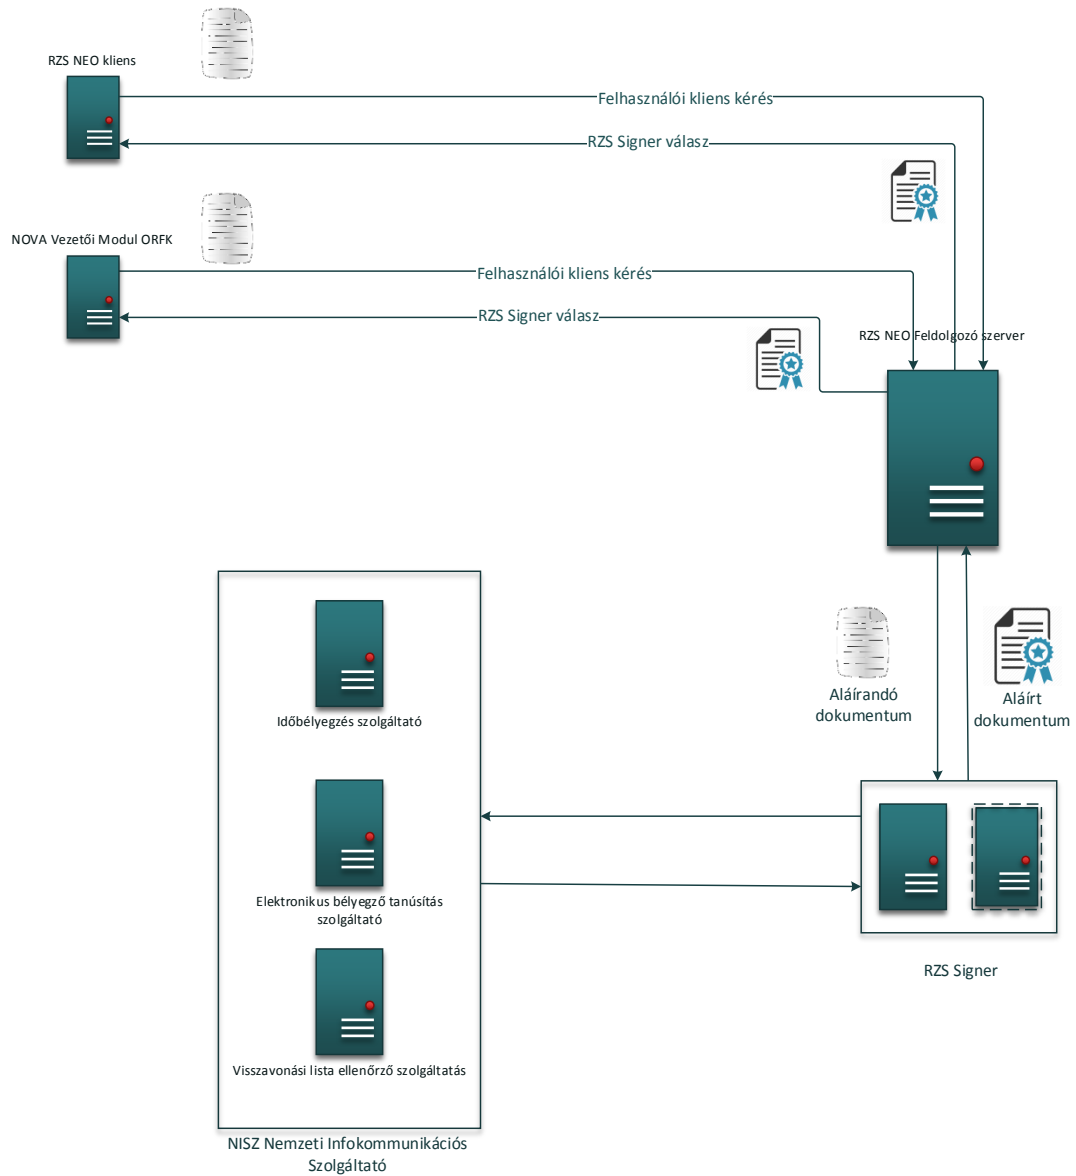 RZS NEO kliens
Felhasználói kliens kérés
RZS Signer válasz
NOVA Vezetői Modul ORFK
Felhasználói kliens kérés
RZS Signer válasz
RZS NEO Feldolgozó szerver
Aláírandó
dokumentum
Aláírt
dokumentum
Időbélyegzés szolgáltató
Elektronikus bélyegző tanúsítás
szolgáltató
RZS Signer
Visszavonási lista ellenőrző szolgáltatás
NISZ Nemzeti Infokommunikációs
Szolgáltató